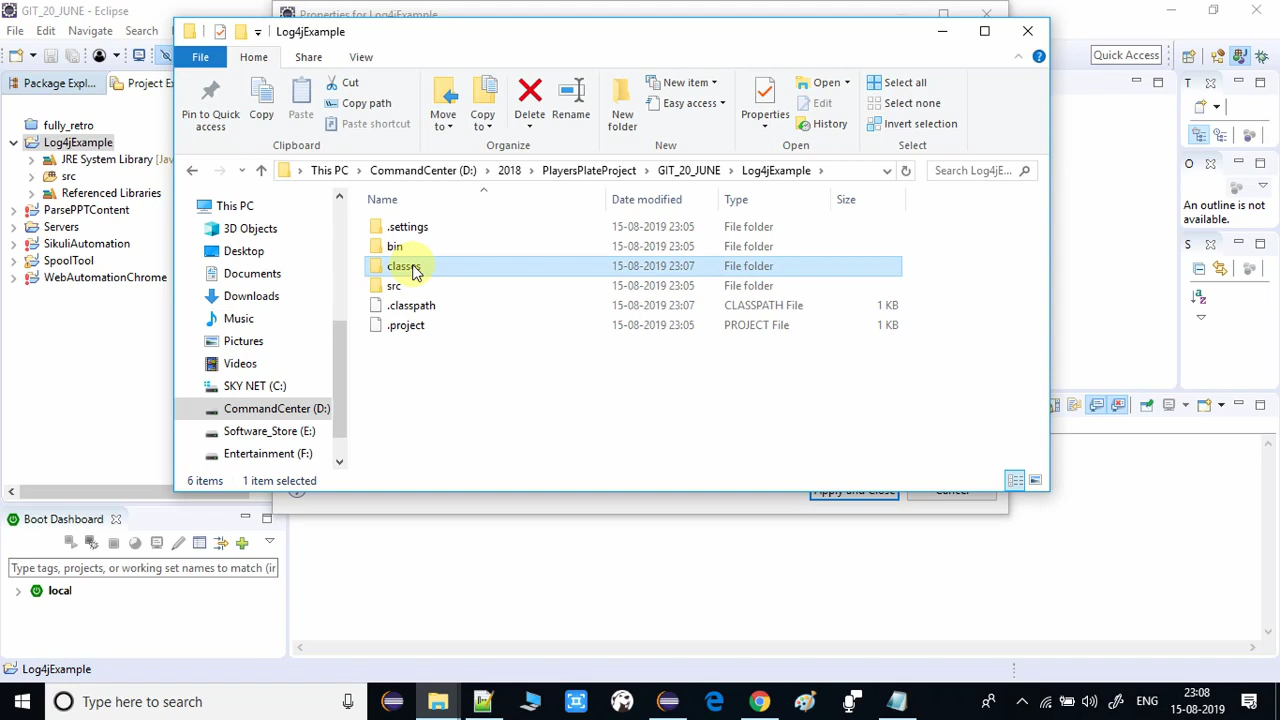 GIT_20_JUNE - Eclipse
Properties for Log4jExample
File Edit Navigate Search
Quick Access
Package Expl...
Project Ex
fully_retro
Log4jExample
JRE System Library [Jav
src
Referenced Libraries
ParsePPTContent
Servers
SikuliAutomation
SpoolTool
WebAutomationChrome
Log4jExample
File Home Share View
Pin to Quick access
Copy
Paste
Cut
Copy path
Paste shortcut
Clipboard
Move to
Copy to
Delete
Rename
Organize
New folder
New item
Easy access
New
Properties
Open
Edit
History
Open
Select all
Select none
Invert selection
Select
This PC > CommandCenter (D:) > 2018 > PlayersPlateProject > GIT_20_JUNE > Log4jExample >
Search Log4jE...
This PC
3D Objects
Desktop
Documents
Downloads
Music
Pictures
Videos
SKY NET (C:)
CommandCenter (D:)
Software_Store (E:)
Entertainment (F:)
Name Date modified Type Size
.settings 15-08-2019 23:05 File folder
bin 15-08-2019 23:05 File folder
classes 15-08-2019 23:07 File folder
src 15-08-2019 23:05 File folder
.classpath 15-08-2019 23:07 CLASSPATH File 1 KB
.project 15-08-2019 23:05 PROJECT File 1 KB
6 items 1 item selected
Apply and Close
Cancel
T
O
An outline is not available.
S
Boot Dashboard
Type tags, projects, or working set names to match (ir
local
Log4jExample
Type here to search
ENG
23:08
15-08-2019